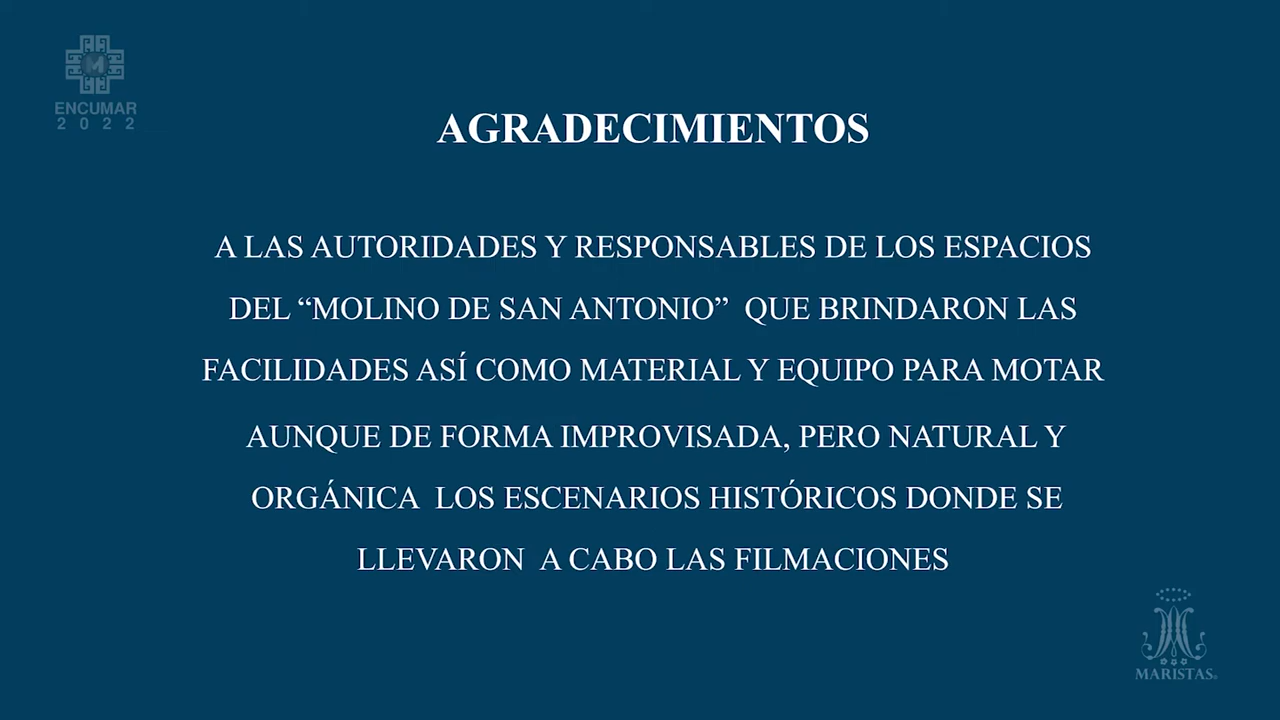 M
ENCUMAR
2022
AGRADECIMIENTOS
A LAS AUTORIDADES Y RESPONSABLES DE LOS ESPACIOS
DEL “MOLINO DE SAN ANTONIO” QUE BRINDARON LAS
FACILIDADES ASÍ COMO MATERIAL Y EQUIPO PARA MOTAR
AUNQUE DE FORMA IMPROVISADA, PERO NATURAL Y
ORGÁNICA LOS ESCENARIOS HISTÓRICOS DONDE SE
LLEVARON A CABO LAS FILMACIONES
MARISTAS